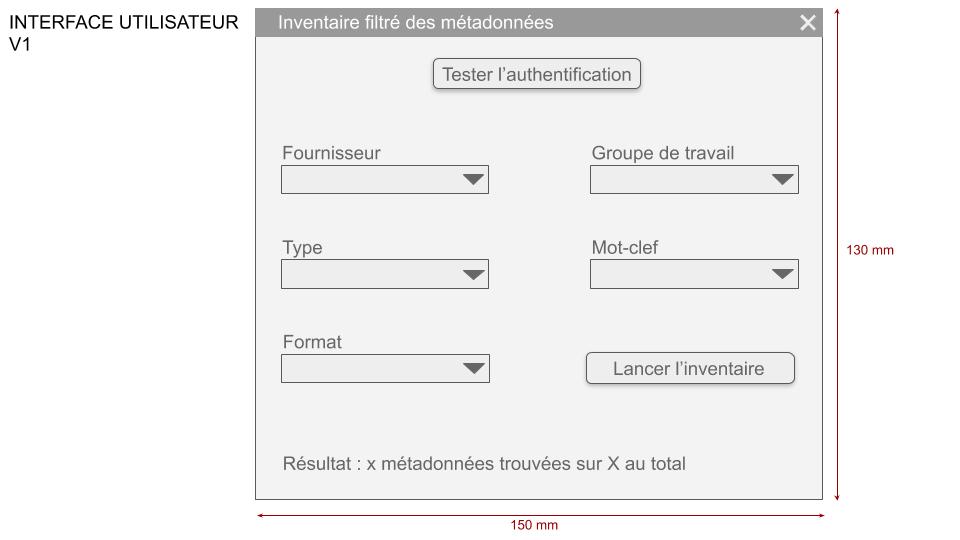 INTERFACE UTILISATEUR
V1
Inventaire filtré des métadonnées
Tester l’authentification
Fournisseur
Groupe de travail
Type
Mot-clef
Format
Lancer l’inventaire
Résultat : x métadonnées trouvées sur X au total
130 mm
150 mm